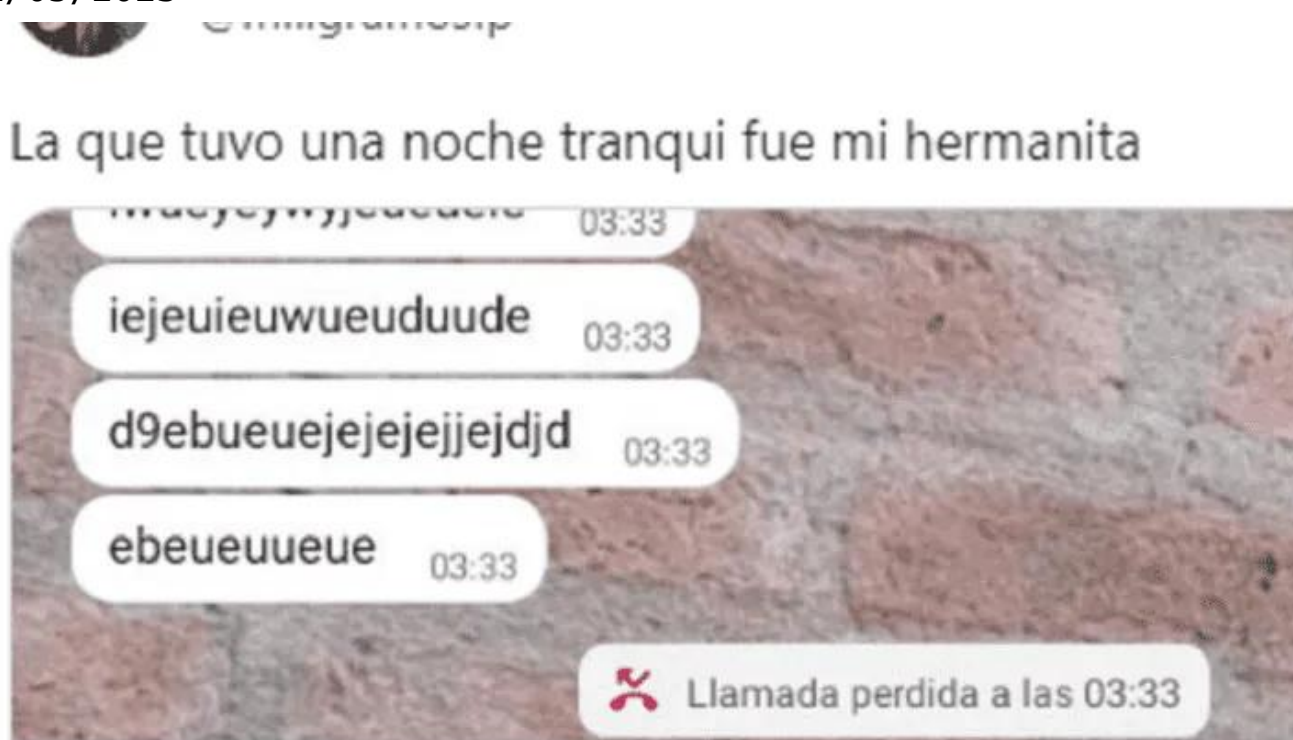 La que tuvo una noche tranqui fue mi hermanita
03:33
iejeuieuwueuduude 03:33
d9ebueuejejejejjejdjd 03:33
ebeueuueue 03:33
Llamada perdida a las 03:33